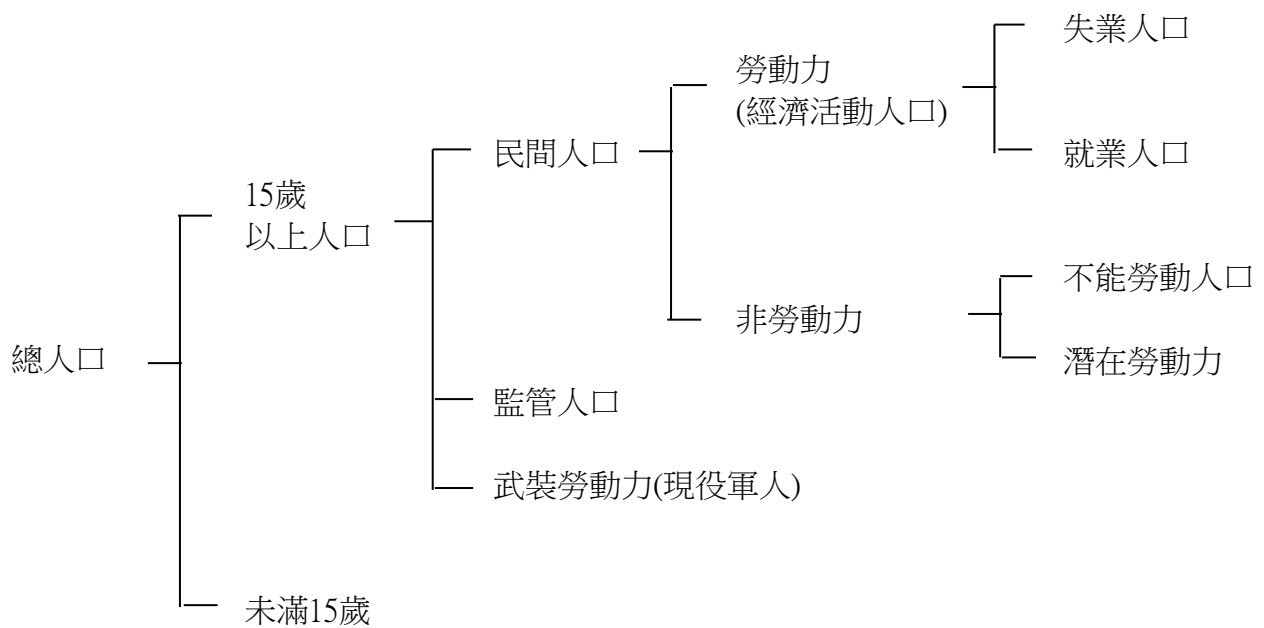 失業人口
勞動力
(經濟活動人口)
就業人口
民間人口
15歲
以上人口
不能勞動人口
非勞動力
潛在勞動力
總人口
監管人口
武裝勞動力(現役軍人)
未滿15歲